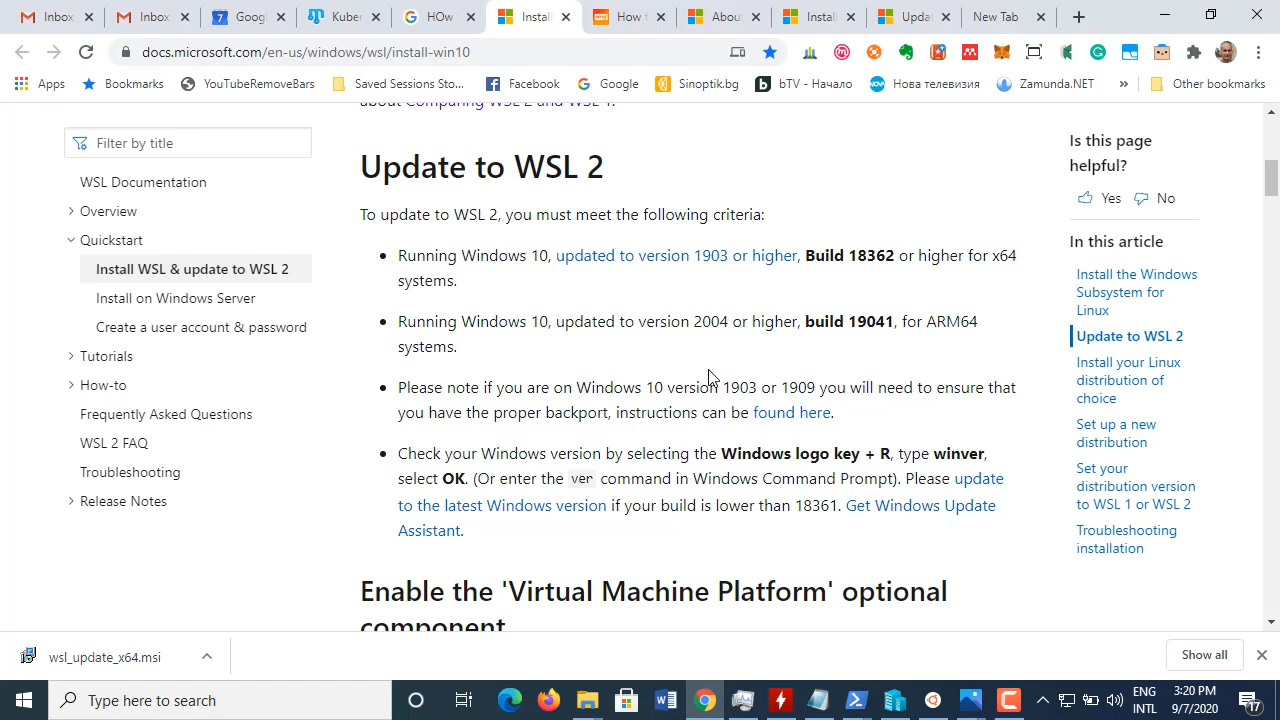 Inbox
Inbox
Googl
Kuber
HOw
Install
How t
About
Install
Upda
New Tab
docs.microsoft.com/en-us/windows/wsl/install-win10
Apps
Bookmarks
YouTubeRemoverBars
Saved Sessions Sto...
Facebook
Google
Sinoptik.bg
bTV - Начало
Нова телевизия
Zamunda.NET
»
Other bookmarks
about Comparing WSL 2 and WSL 1.
Filter by title
WSL Documentation
Overview
Quickstart
Install WSL & update to WSL 2
Install on Windows Server
Create a user account & password
Tutorials
How-to
Frequently Asked Questions
WSL 2 FAQ
Troubleshooting
Release Notes
Update to WSL 2
To update to WSL 2, you must meet the following criteria:
Running Windows 10, updated to version 1903 or higher, Build 18362 or higher for x64
systems.
Running Windows 10, updated to version 2004 or higher, build 19041, for ARM64
systems.
Please note if you are on Windows 10 version 1903 or 1909 you will need to ensure that
you have the proper backport, instructions can be found here.
Check your Windows version by selecting the Windows logo key + R, type winver,
select OK. (Or enter the ver command in Windows Command Prompt). Please update
to the latest Windows version if your build is lower than 18361. Get Windows Update
Assistant.
Enable the 'Virtual Machine Platform' optional
component
Is this page
helpful?
Yes No
In this article
Install the Windows
Subsystem for
Linux
Update to WSL 2
Install your Linux
distribution of
choice
Set up a new
distribution
Set your
distribution version
to WSL 1 or WSL 2
Troubleshooting
installation
wsl_update_x64.msi
Show all
Type here to search
ENG
INTL
3:20 PM
9/7/2020
17